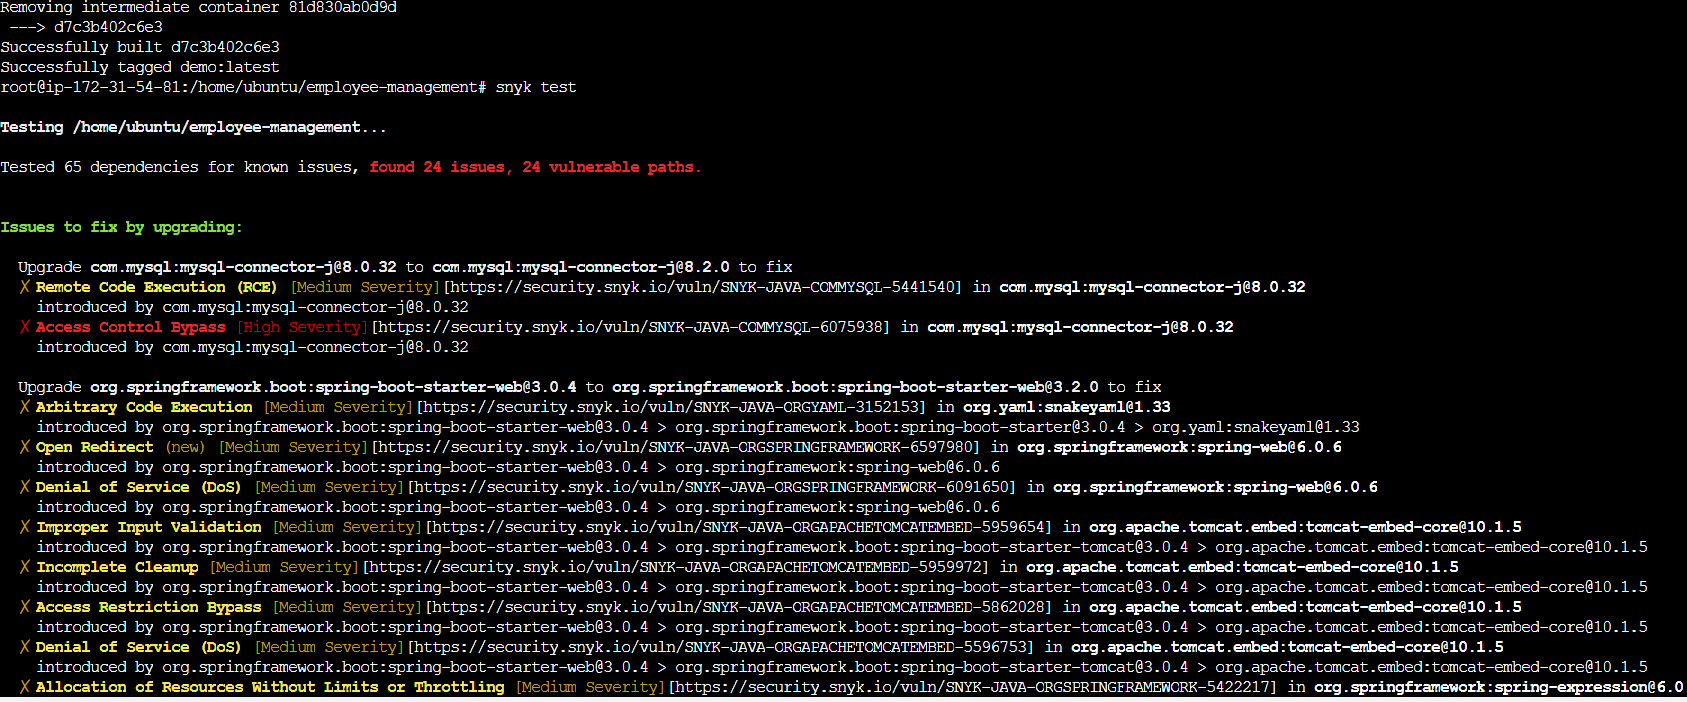 Removing intermediate container 81d830ab0d9d
 ---> d7c3b402c6e3
Successfully built d7c3b402c6e3
Successfully tagged demo:latest
root@ip-172-31-54-81:/home/ubuntu/employee-management# snyk test
Testing /home/ubuntu/employee-management...
Tested 65 dependencies for known issues, found 24 issues, 24 vulnerable paths.
Issues to fix by upgrading:
  Upgrade com.mysql:mysql-connector-j@8.0.32 to com.mysql:mysql-connector-j@8.2.0 to fix
  ✗ Remote Code Execution (RCE) [Medium Severity][https://security.snyk.io/vuln/SNYK-JAVA-COMMYSQL-5441540] in com.mysql:mysql-connector-j@8.0.32
    introduced by com.mysql:mysql-connector-j@8.0.32
  ✗ Access Control Bypass [High Severity][https://security.snyk.io/vuln/SNYK-JAVA-COMMYSQL-6075938] in com.mysql:mysql-connector-j@8.0.32
    introduced by com.mysql:mysql-connector-j@8.0.32
  Upgrade org.springframework.boot:spring-boot-starter-web@3.0.4 to org.springframework.boot:spring-boot-starter-web@3.2.0 to fix
  ✗ Arbitrary Code Execution [Medium Severity][https://security.snyk.io/vuln/SNYK-JAVA-ORGYAML-3152153] in org.yaml:snakeyaml@1.33
    introduced by org.springframework.boot:spring-boot-starter-web@3.0.4 > org.springframework.boot:spring-boot-starter@3.0.4 > org.yaml:snakeyaml@1.33
  ✗ Open Redirect (new) [Medium Severity][https://security.snyk.io/vuln/SNYK-JAVA-ORGSPRINGFRAMEWORK-6597980] in org.springframework:spring-web@6.0.6
    introduced by org.springframework.boot:spring-boot-starter-web@3.0.4 > org.springframework:spring-web@6.0.6
  ✗ Denial of Service (DoS) [Medium Severity][https://security.snyk.io/vuln/SNYK-JAVA-ORGSPRINGFRAMEWORK-6091650] in org.springframework:spring-web@6.0.6
    introduced by org.springframework.boot:spring-boot-starter-web@3.0.4 > org.springframework:spring-web@6.0.6
  ✗ Improper Input Validation [Medium Severity][https://security.snyk.io/vuln/SNYK-JAVA-ORGAPACHETOMCATEMBED-5959654] in org.apache.tomcat.embed:tomcat-embed-core@10.1.5
    introduced by org.springframework.boot:spring-boot-starter-web@3.0.4 > org.springframework.boot:spring-boot-starter-tomcat@3.0.4 > org.apache.tomcat.embed:tomcat-embed-core@10.1.5
  ✗ Incomplete Cleanup [Medium Severity][https://security.snyk.io/vuln/SNYK-JAVA-ORGAPACHETOMCATEMBED-5959972] in org.apache.tomcat.embed:tomcat-embed-core@10.1.5
    introduced by org.springframework.boot:spring-boot-starter-web@3.0.4 > org.springframework.boot:spring-boot-starter-tomcat@3.0.4 > org.apache.tomcat.embed:tomcat-embed-core@10.1.5
  ✗ Access Restriction Bypass [Medium Severity][https://security.snyk.io/vuln/SNYK-JAVA-ORGAPACHETOMCATEMBED-5862028] in org.apache.tomcat.embed:tomcat-embed-core@10.1.5
    introduced by org.springframework.boot:spring-boot-starter-web@3.0.4 > org.springframework.boot:spring-boot-starter-tomcat@3.0.4 > org.apache.tomcat.embed:tomcat-embed-core@10.1.5
  ✗ Denial of Service (DoS) [Medium Severity][https://security.snyk.io/vuln/SNYK-JAVA-ORGAPACHETOMCATEMBED-5596753] in org.apache.tomcat.embed:tomcat-embed-core@10.1.5
    introduced by org.springframework.boot:spring-boot-starter-web@3.0.4 > org.springframework.boot:spring-boot-starter-tomcat@3.0.4 > org.apache.tomcat.embed:tomcat-embed-core@10.1.5
  ✗ Allocation of Resources Without Limits or Throttling [Medium Severity][https://security.snyk.io/vuln/SNYK-JAVA-ORGSPRINGFRAMEWORK-5422217] in org.springframework:spring-expression@6.0